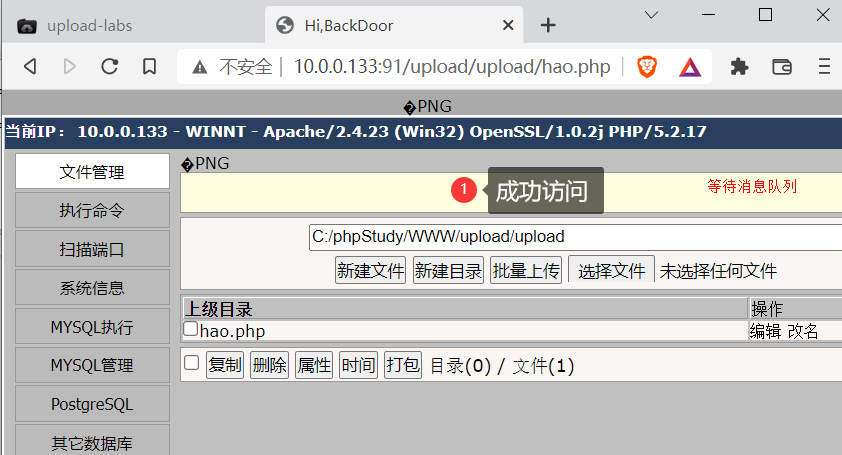 upload-labs
Hi,BackDoor
不安全 | 10.0.0.133:91/upload/upload/hao.php
�PNG
当前IP： 10.0.0.133 - WINNT - Apache/2.4.23 (Win32) OpenSSL/1.0.2j PHP/5.2.17
文件管理
执行命令
扫描端口
系统信息
MYSQL执行
MYSQL管理
PostgreSQL
其它数据库
�PNG
1 成功访问
等待消息队列
C:/phpStudy/WWW/upload/upload
新建文件 新建目录 批量上传 选择文件 未选择任何文件
上级目录 操作
hao.php 编辑 改名
复制 删除 属性 时间 打包 目录(0) / 文件(1)